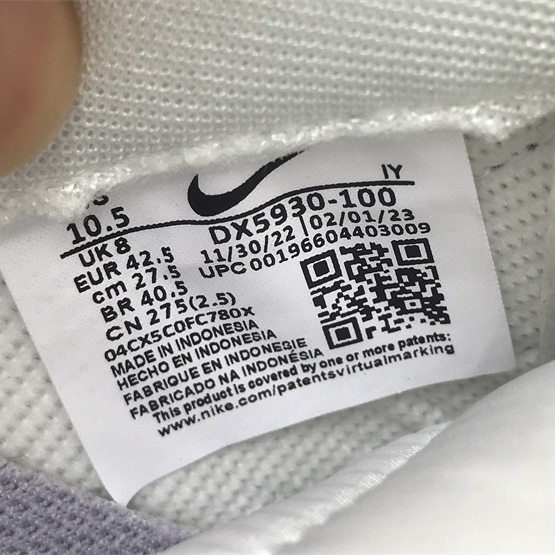 IY
10.5
UK 8
EUR 42.5
cm 27.5
BR 40.5
CN 275(2.5)
DX5930-100
11/30/22 02/01/23
UPC 00196604403009
04CX5C0FC780X
MADE IN INDONESIA
HECHO EN INDONESIA
FABRIQUE EN INDONESIE
FABRICADO NA INDONÉSIA
This product is covered by one or more patents:
www.nike.com/patentsvirtualmarking